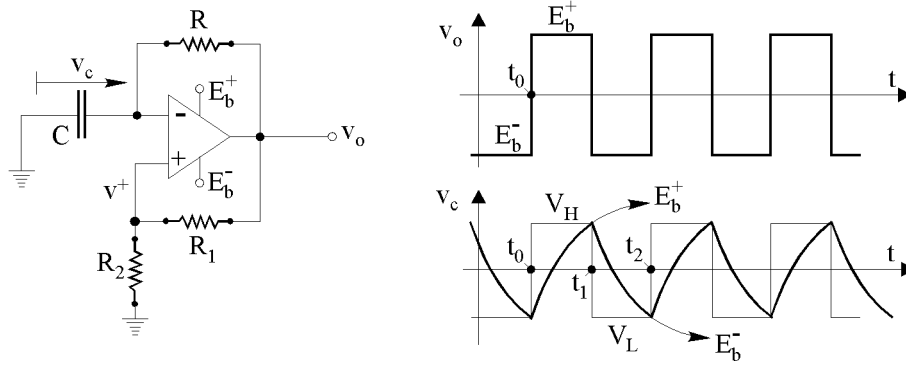 R
v_c
E_b^+
C
-
+
v_o
E_b^-
v^+
R_1
R_2
v_o
E_b^+
t_0
t
E_b^-
v_c
V_H
E_b^+
t_0
t_2
t
t_1
V_L
E_b^-